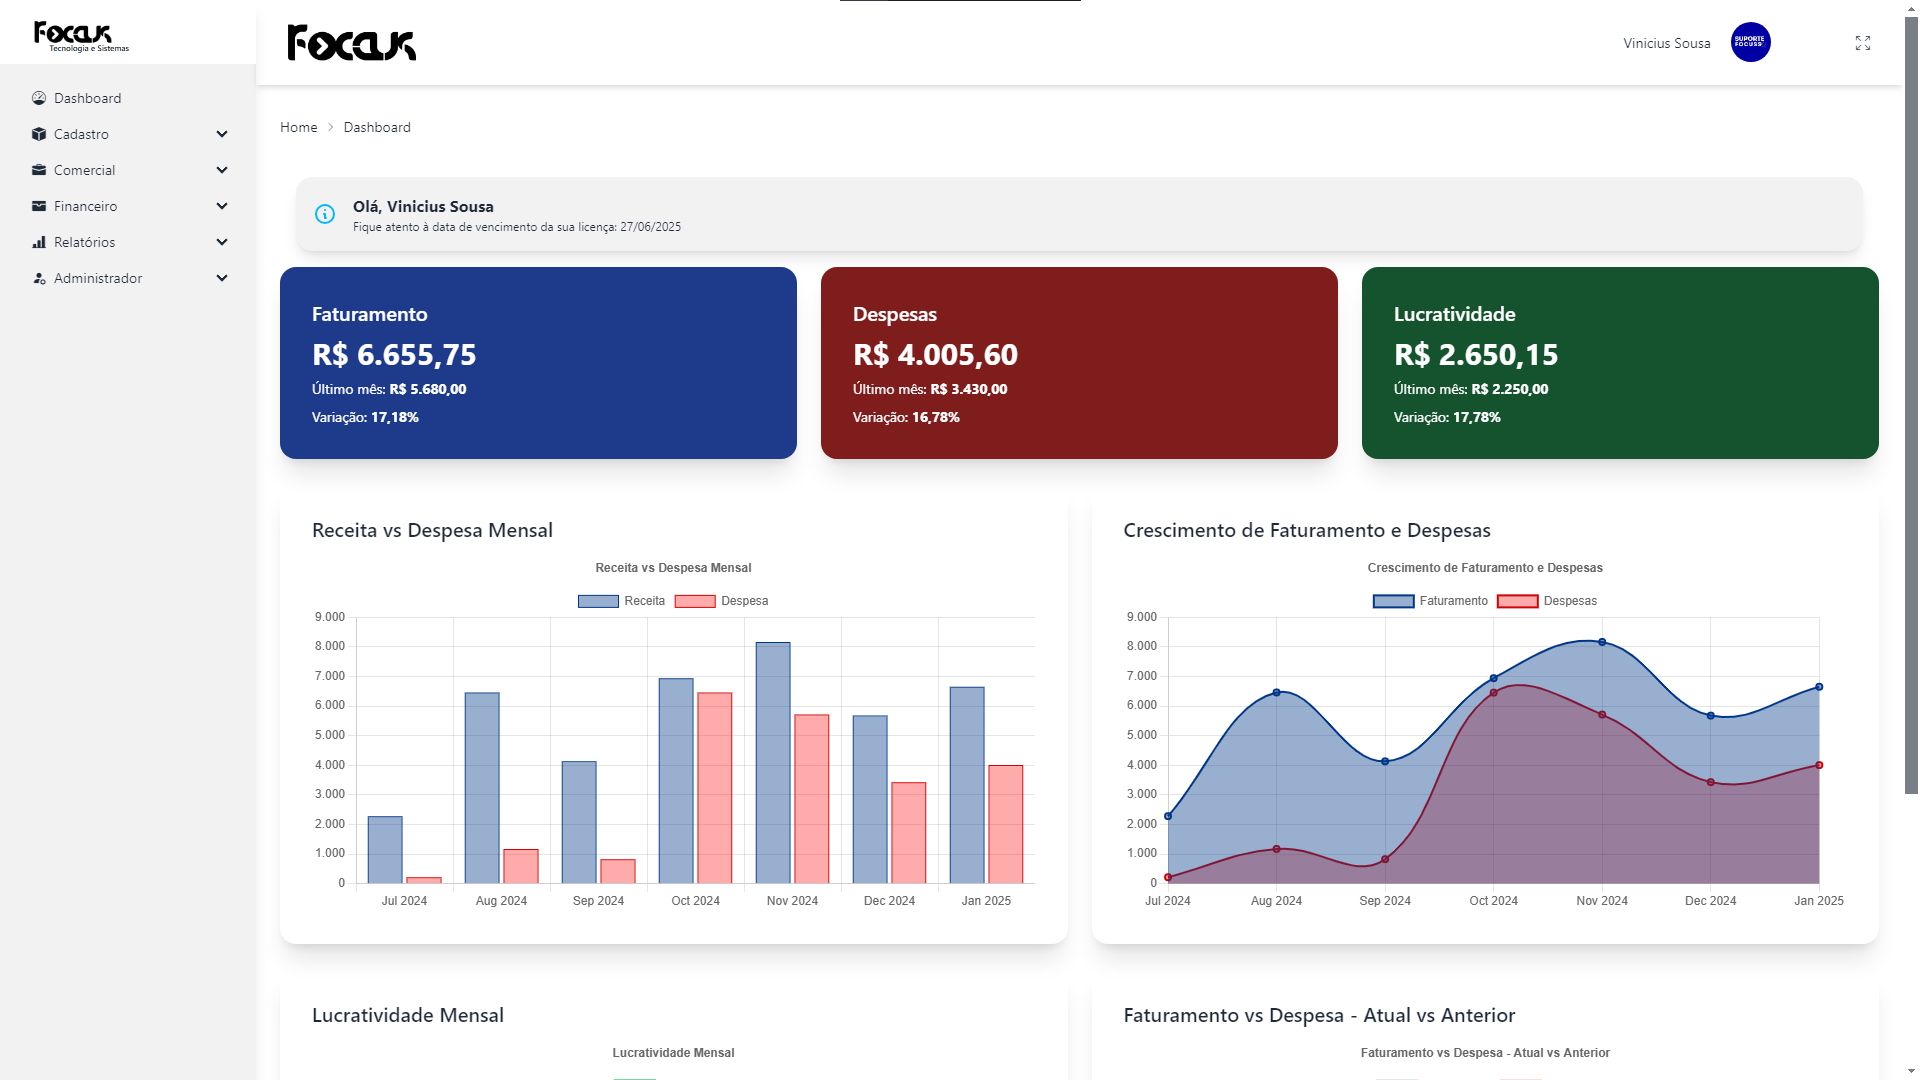 Focus
Tecnologia e Sistemas
Focus
Vinicius Sousa
SUPORTE
FOCUSS
Dashboard
Cadastro
Comercial
Financeiro
Relatórios
Administrador
Home > Dashboard
Olá, Vinicius Sousa
Fique atento à data de vencimento da sua licença: 27/06/2025
Faturamento
R$ 6.655,75
Último mês: R$ 5.680,00
Variação: 17,18%
Despesas
R$ 4.005,60
Último mês: R$ 3.430,00
Variação: 16,78%
Lucratividade
R$ 2.650,15
Último mês: R$ 2.250,00
Variação: 17,78%
Receita vs Despesa Mensal
Receita vs Despesa Mensal
Receita Despesa
9.000
8.000
7.000
6.000
5.000
4.000
3.000
2.000
1.000
0
Jul 2024 Aug 2024 Sep 2024 Oct 2024 Nov 2024 Dec 2024 Jan 2025
Crescimento de Faturamento e Despesas
Crescimento de Faturamento e Despesas
Faturamento Despesas
9.000
8.000
7.000
6.000
5.000
4.000
3.000
2.000
1.000
0
Jul 2024 Aug 2024 Sep 2024 Oct 2024 Nov 2024 Dec 2024 Jan 2025
Lucratividade Mensal
Lucratividade Mensal
Faturamento vs Despesa - Atual vs Anterior
Faturamento vs Despesa - Atual vs Anterior